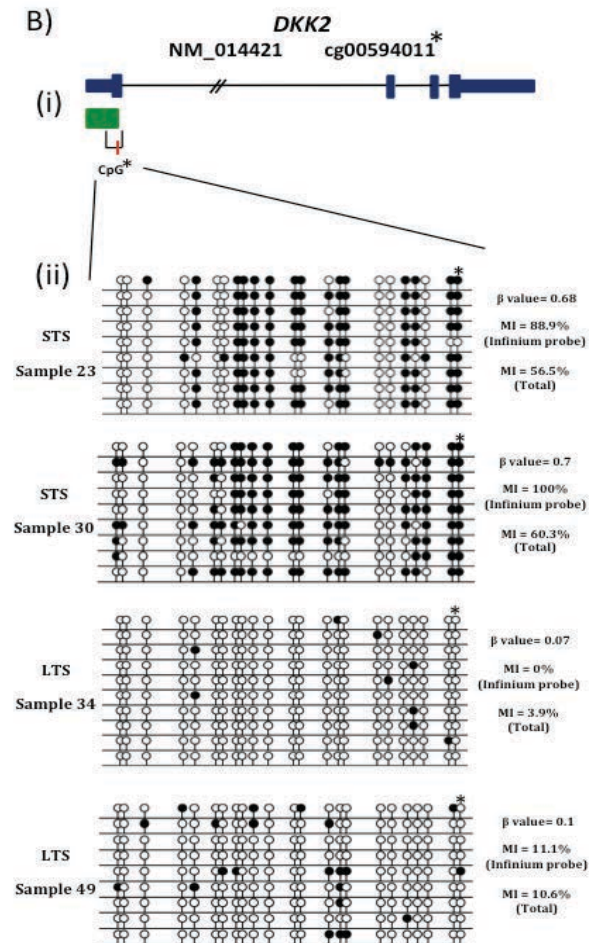 B)
DKK2
NM_014421 cg00594011*
(i)
CpG*
(ii)
*
STS
Sample 23
β value= 0.68
MI = 88.9%
(Infinium probe)
MI = 56.5%
(Total)
*
STS
Sample 30
β value= 0.7
MI = 100%
(Infinium probe)
MI = 60.3%
(Total)
*
LTS
Sample 34
β value= 0.07
MI = 0%
(Infinium probe)
MI = 3.9%
(Total)
*
LTS
Sample 49
β value= 0.1
MI = 11.1%
(Infinium probe)
MI = 10.6%
(Total)